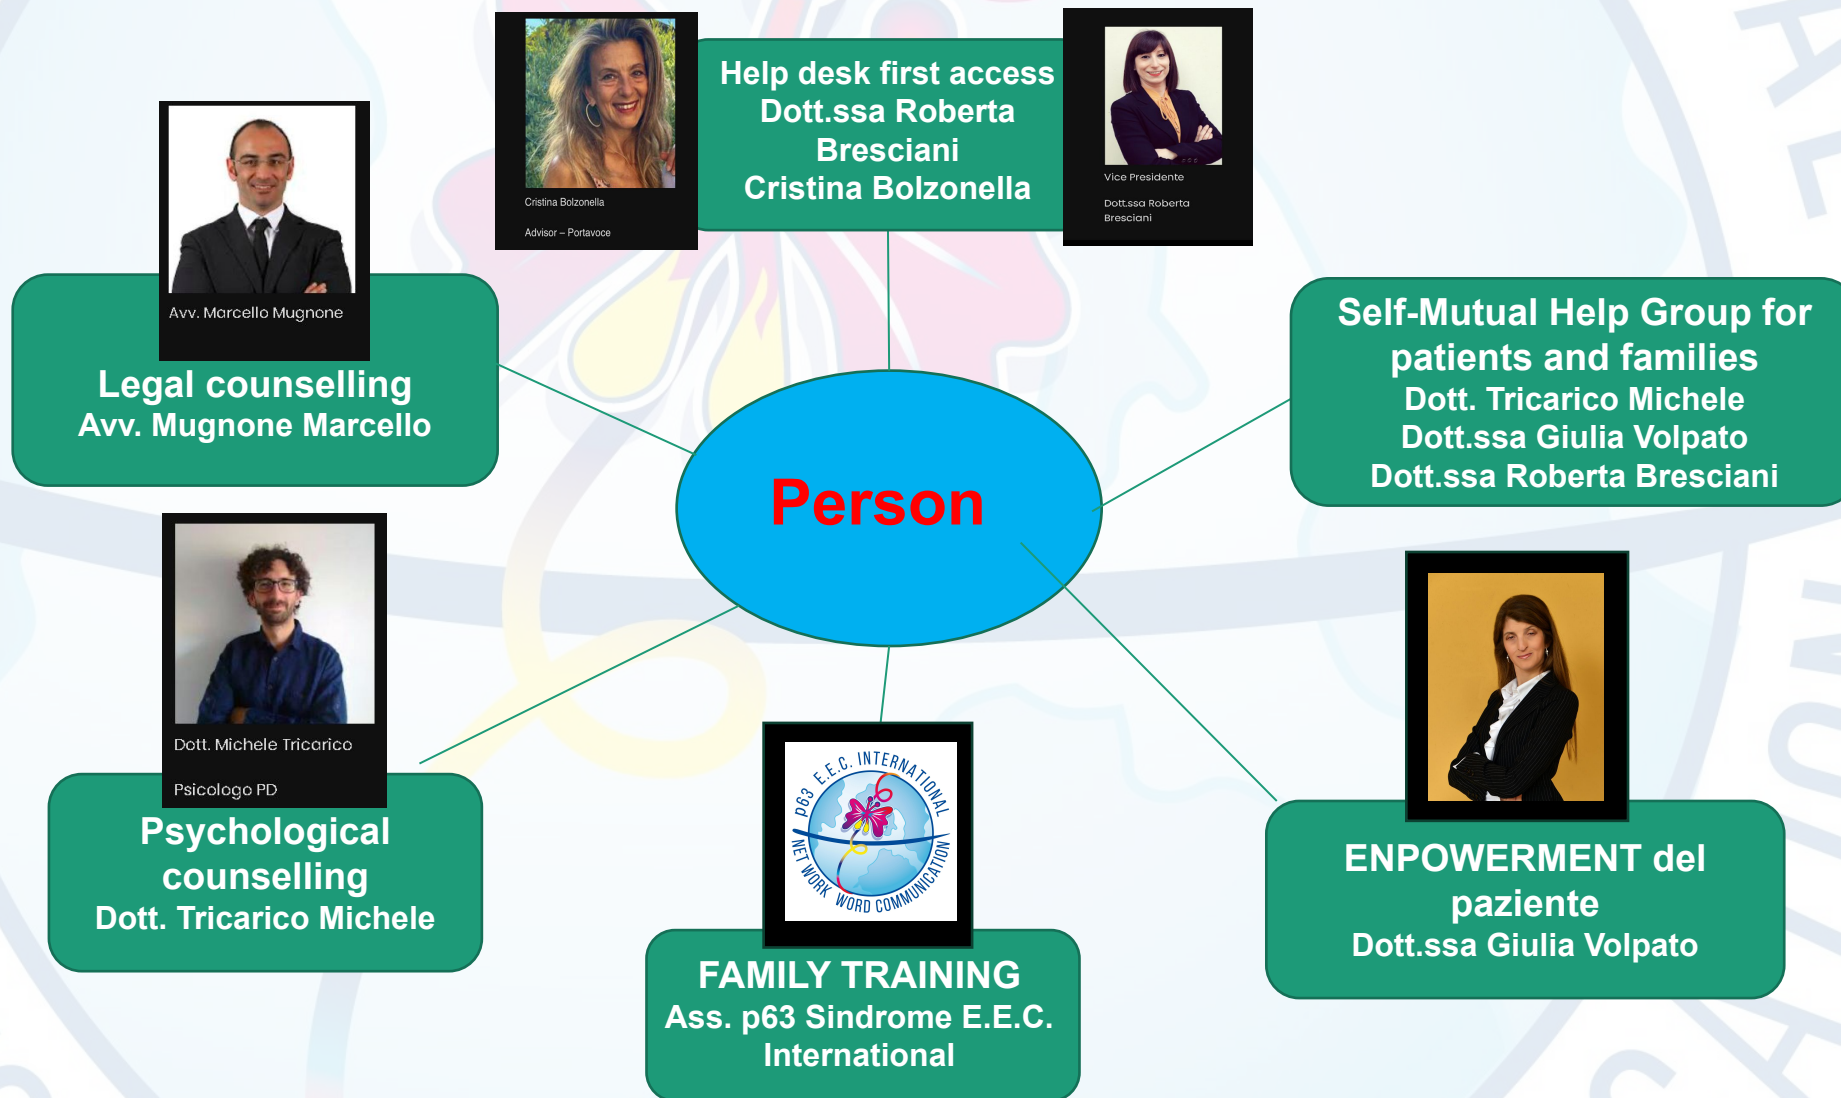 Help desk first access
Dott.ssa Roberta
Bresciani
Cristina Bolzonella
Cristina Bolzonella
Advisor – Portavoce
Vice Presidente
Dott.ssa Roberta
Bresciani
Avv. Marcello Mugnone
Legal counselling
Avv. Mugnone Marcello
Self-Mutual Help Group for
patients and families
Dott. Tricarico Michele
Dott.ssa Giulia Volpato
Dott.ssa Roberta Bresciani
Person
Dott. Michele Tricarico
Psicologo PD
Psychological
counselling
Dott. Tricarico Michele
p63 E.E.C. INTERNATIONAL
NET WORK WORD COMMUNICATION
FAMILY TRAINING
Ass. p63 Sindrome E.E.C.
International
ENPOWERMENT del
paziente
Dott.ssa Giulia Volpato